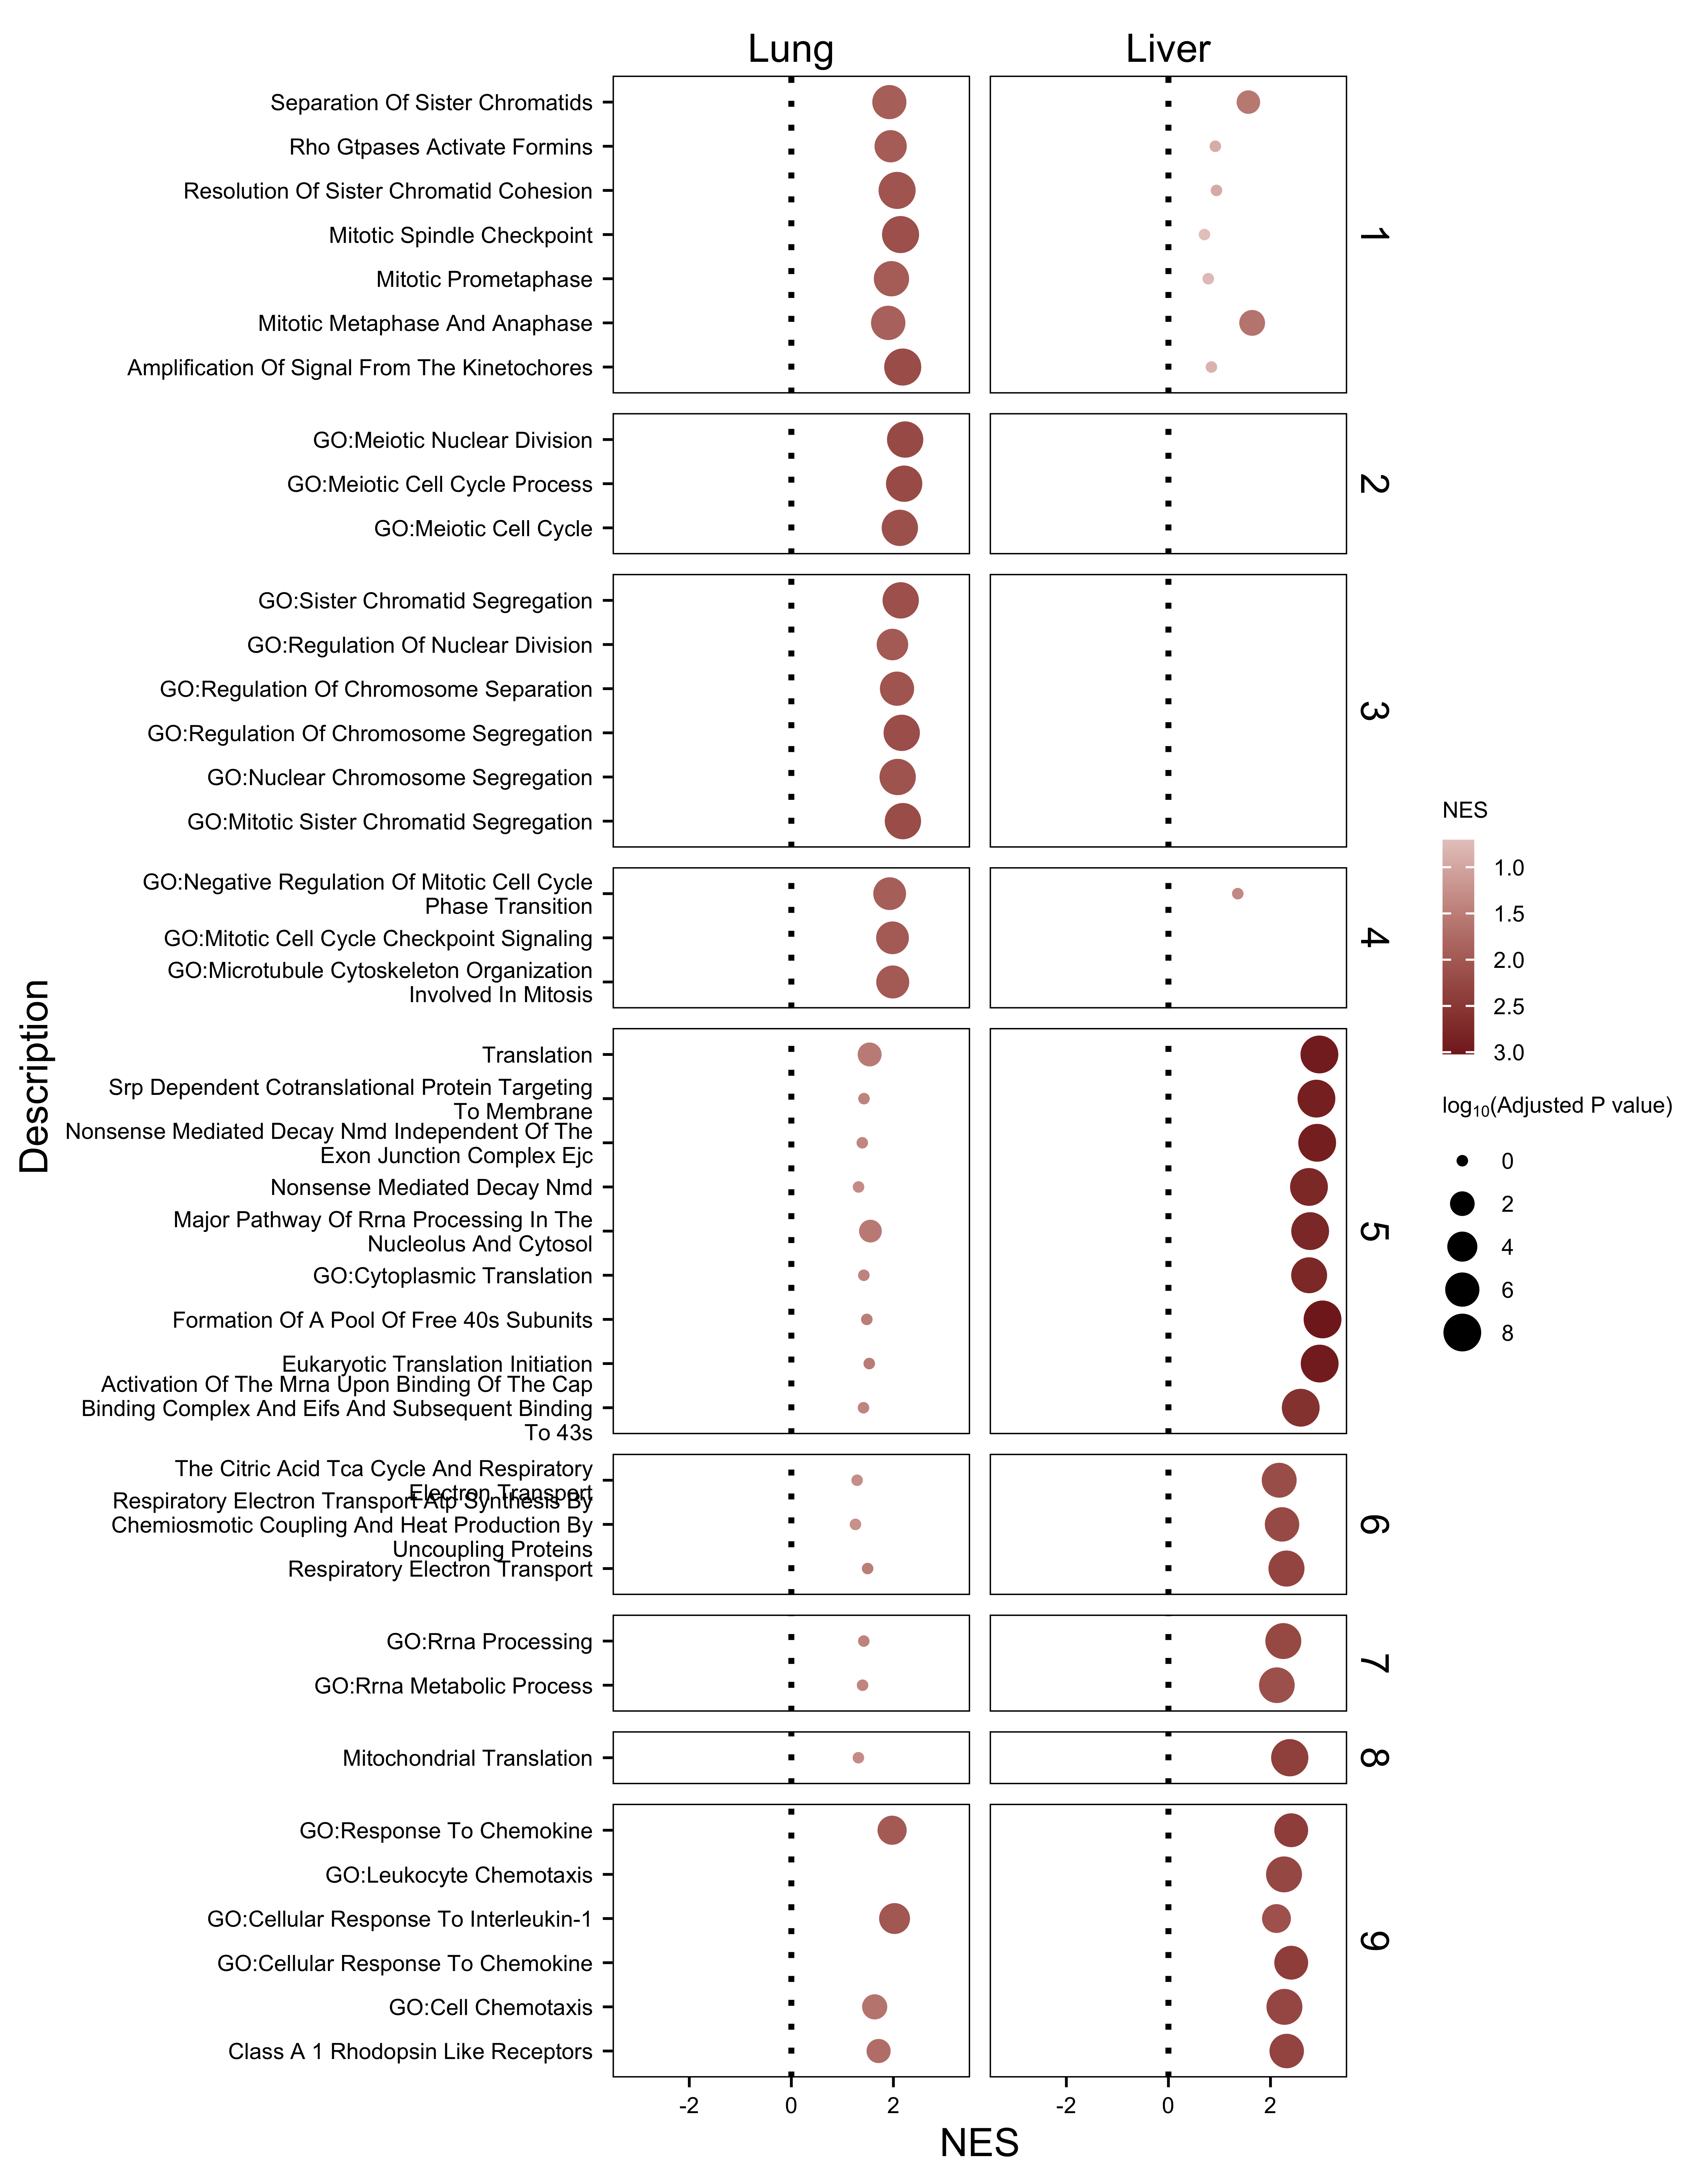 Lung
Liver
Separation Of Sister Chromatids
Rho Gtpases Activate Formins
Resolution Of Sister Chromatid Cohesion
Mitotic Spindle Checkpoint
Mitotic Prometaphase
Mitotic Metaphase And Anaphase
Amplification Of Signal From The Kinetochores
1
GO:Meiotic Nuclear Division
GO:Meiotic Cell Cycle Process
GO:Meiotic Cell Cycle
2
GO:Sister Chromatid Segregation
GO:Regulation Of Nuclear Division
GO:Regulation Of Chromosome Separation
GO:Regulation Of Chromosome Segregation
GO:Nuclear Chromosome Segregation
GO:Mitotic Sister Chromatid Segregation
3
GO:Negative Regulation Of Mitotic Cell Cycle
Phase Transition
GO:Mitotic Cell Cycle Checkpoint Signaling
GO:Microtubule Cytoskeleton Organization
Involved In Mitosis
4
Translation
Srp Dependent Cotranslational Protein Targeting
To Membrane
Nonsense Mediated Decay Nmd Independent Of The
Exon Junction Complex Ejc
Nonsense Mediated Decay Nmd
Major Pathway Of Rrna Processing In The
Nucleolus And Cytosol
GO:Cytoplasmic Translation
Formation Of A Pool Of Free 40s Subunits
Eukaryotic Translation Initiation
Activation Of The Mrna Upon Binding Of The Cap
Binding Complex And Eifs And Subsequent Binding
To 43s
5
The Citric Acid Tca Cycle And Respiratory
Electron Transport
Respiratory Electron Transport Atp Synthesis By
Chemiosmotic Coupling And Heat Production By
Uncoupling Proteins
Respiratory Electron Transport
6
GO:Rrna Processing
GO:Rrna Metabolic Process
7
Mitochondrial Translation
8
GO:Response To Chemokine
GO:Leukocyte Chemotaxis
GO:Cellular Response To Interleukin-1
GO:Cellular Response To Chemokine
GO:Cell Chemotaxis
Class A 1 Rhodopsin Like Receptors
9
-2 0 2
-2 0 2
NES
Description
NES
1.0
1.5
2.0
2.5
3.0
log₁₀(Adjusted P value)
0
2
4
6
8